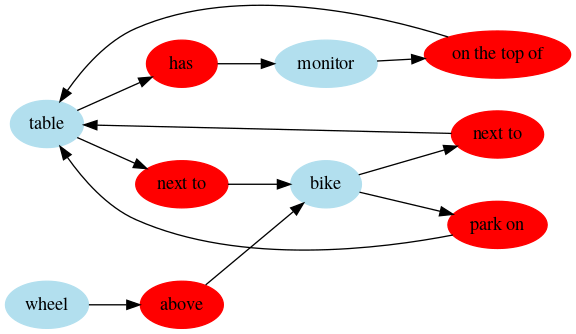 has
monitor
on the top of
table
next to
next to
bike
park on
wheel
above